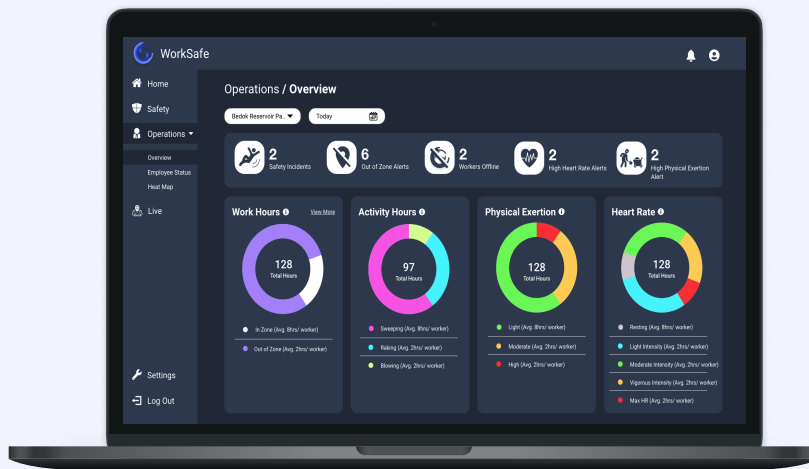 WorkSafe
Home
Safety
Operations
Overview
Employee Status
Heat Map
Live
Settings
Log Out
Operations / Overview
Bedok Reservoir Pa..
Today
2
Safety Incidents
6
Out of Zone Alerts
2
Workers Offline
2
High Heart Rate Alerts
2
High Physical Exertion
Alert
Work Hours
View More
128
Total Hours
In Zone (Avg. 8hrs/ worker)
Out of Zone (Avg. 2hrs/ worker)
Activity Hours
97
Total Hours
Sweeping (Avg. 8hrs/ worker)
Raking (Avg. 2hrs/ worker)
Blowing (Avg. 2hrs/ worker)
Physical Exertion
128
Total Hours
Light (Avg. 8hrs/ worker)
Moderate (Avg. 2hrs/ worker)
High (Avg. 2hrs/ worker)
Heart Rate
128
Total Hours
Resting (Avg. 8hrs/ worker)
Light Intensity (Avg. 2hrs/ worker)
Moderate Intensity (Avg. 2hrs/ worker)
Vigorous Intensity (Avg. 2hrs/ worker)
Max HR (Avg. 2hrs/ worker)